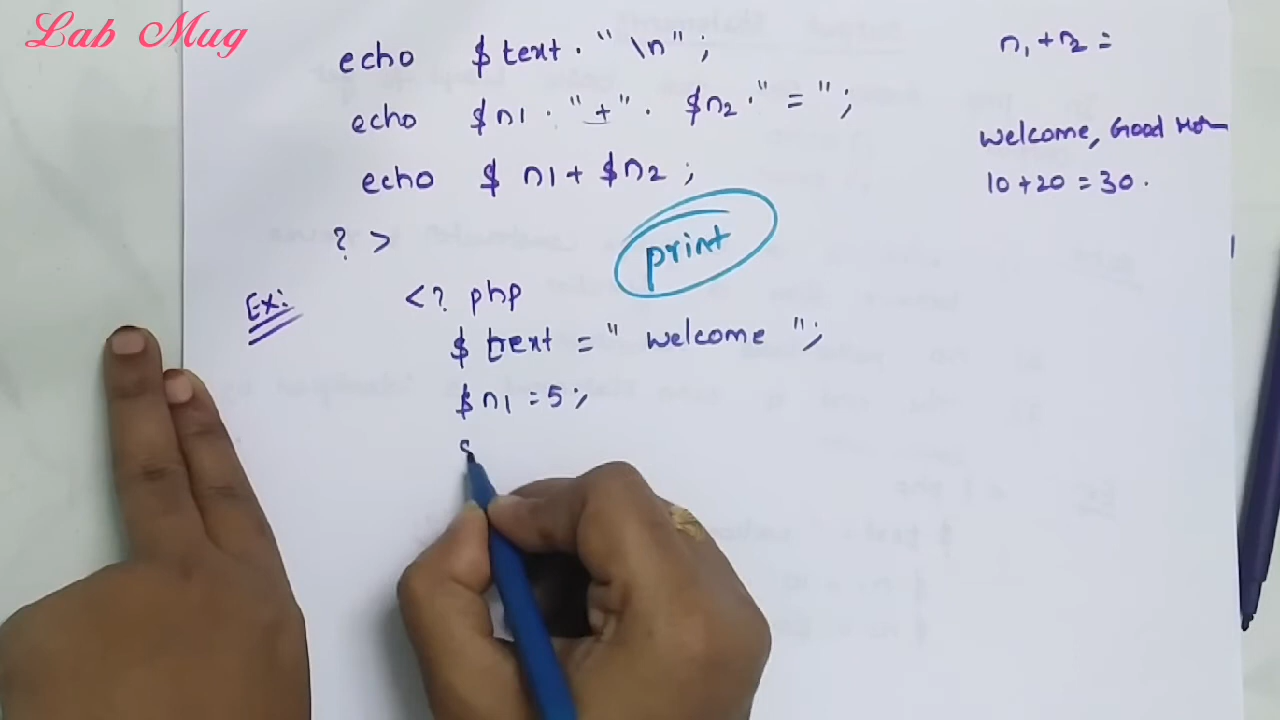 Lab Mug
echo $text . "\n";
echo $n1 . "+" . $n2 . "=";
echo $n1 + $n2;
?>
n1 + n2 =
Welcome, Good
10 + 20 = 30.
print
Ex:
<? php
$text = " Welcome ";
$n1 = 5;
$